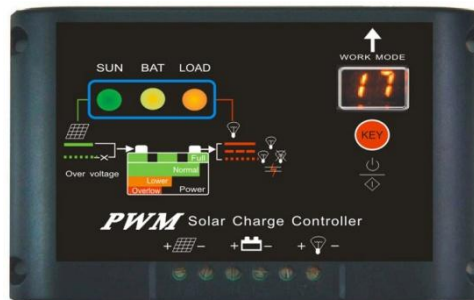 WORK MODE
SUN BAT LOAD
17
KEY
Over voltage
Full
Normal
Lower
Overlow Power
PWM Solar Charge Controller
+ - + - + -